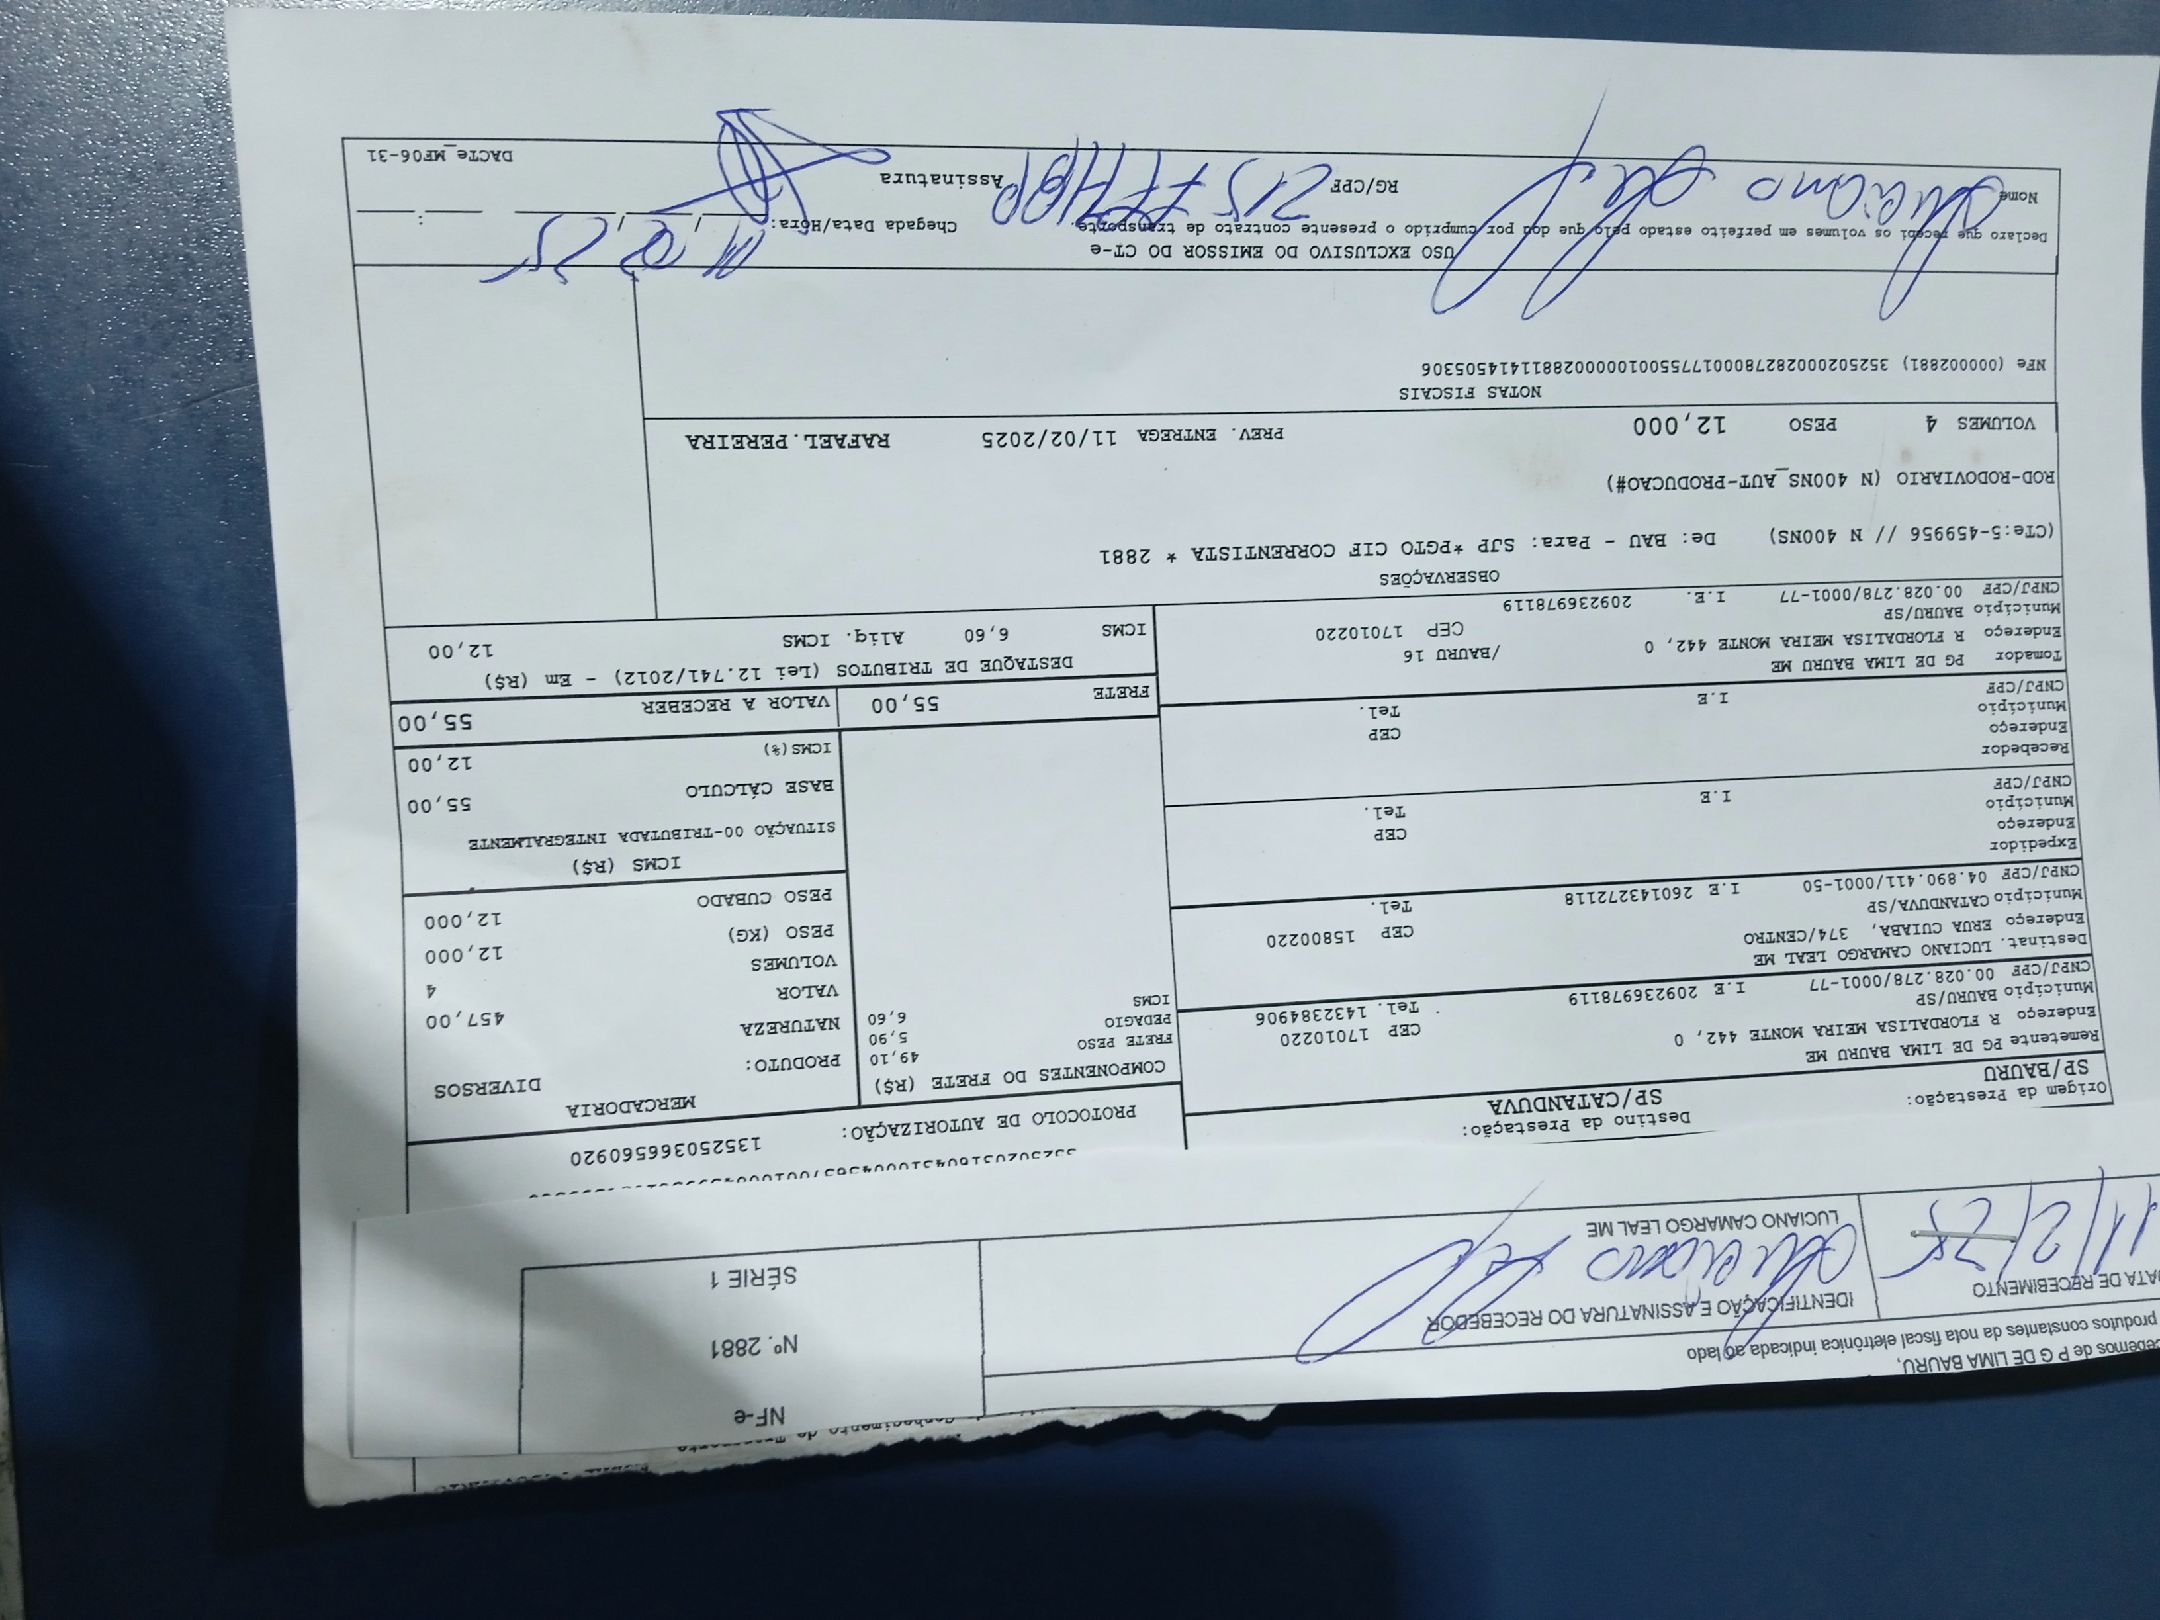 NF-e
Nº. 2881
SÉRIE 1
produtos constantes da nota fiscal eletrônica indicada ao lado
DE RECEBIMENTO
11/2/25
IDENTIFICAÇÃO E ASSINATURA DO RECEBEDOR
LUCIANO CAMARGO LEAL ME
Origem da Prestação:
SP/BAURU
Destino da Prestação:
SP/CATANDUVA
Remetente PG DE LIMA BAURU ME
Endereço R FLORDALISA MEIRA MONTE 442, 0 CEP 17010220
Município BAURU/SP Tel. 1432384906
CNPJ/CPF 00.028.278/0001-77 I.E 209236978119
Destinat. LUCIANO CAMARGO LEAL ME
Endereço ERUA CUIABA, 374/CENTRO CEP 15800220
Município CATANDUVA/SP Tel.
CNPJ/CPF 04.890.411/0001-50 I.E 260143272118
Expedidor
Endereço CEP
Município Tel.
CNPJ/CPF I.E
Recebedor
Endereço CEP
Município Tel.
CNPJ/CPF I.E
Tomador PG DE LIMA BAURU ME
Endereço R FLORDALISA MEIRA MONTE 442, 0 /BAURU 16
Município BAURU/SP CEP 17010220
CNPJ/CPF 00.028.278/0001-77 I.E. 209236978119
PROTOCOLO DE AUTORIZAÇÃO: 135250366560920
COMPONENTES DO FRETE (R$)
FRETE PESO 49,10
PEDAGIO 5,90
ICMS 6,60
MERCADORIA
PRODUTO: DIVERSOS
NATUREZA
VALOR 457,00
VOLUMES 4
PESO (KG) 12,000
PESO CUBADO 12,000
ICMS (R$)
SITUAÇÃO 00-TRIBUTADA INTEGRALMENTE
BASE CÁLCULO 55,00
ICMS(%) 12,00
FRETE 55,00 VALOR A RECEBER 55,00
DESTAQUE DE TRIBUTOS (Lei 12.741/2012) - Em (R$)
ICMS 6,60 Aliq. ICMS 12,00
OBSERVAÇÕES
(CTe:5-459956 // N 400NS) De: BAU - Para: SJP *PGTO CIF CORRENTISTA * 2881
ROD-RODOVIARIO (N 400NS_AUT-PRODUCAO#)
VOLUMES 4 PESO 12,000 PREV. ENTREGA 11/02/2025 RAFAEL.PEREIRA
NOTAS FISCAIS
NFe (000002881) 35250200028278000177550010000028811414505306
USO EXCLUSIVO DO EMISSOR DO CT-e
Declaro que recebi os volumes em perfeito estado pelo que dou por cumprido o presente contrato de transporte.
Chegada Data/Hora: 11 02 25
Nome Luciano
RG/CPF
Assinatura
DACTe_MF06-31